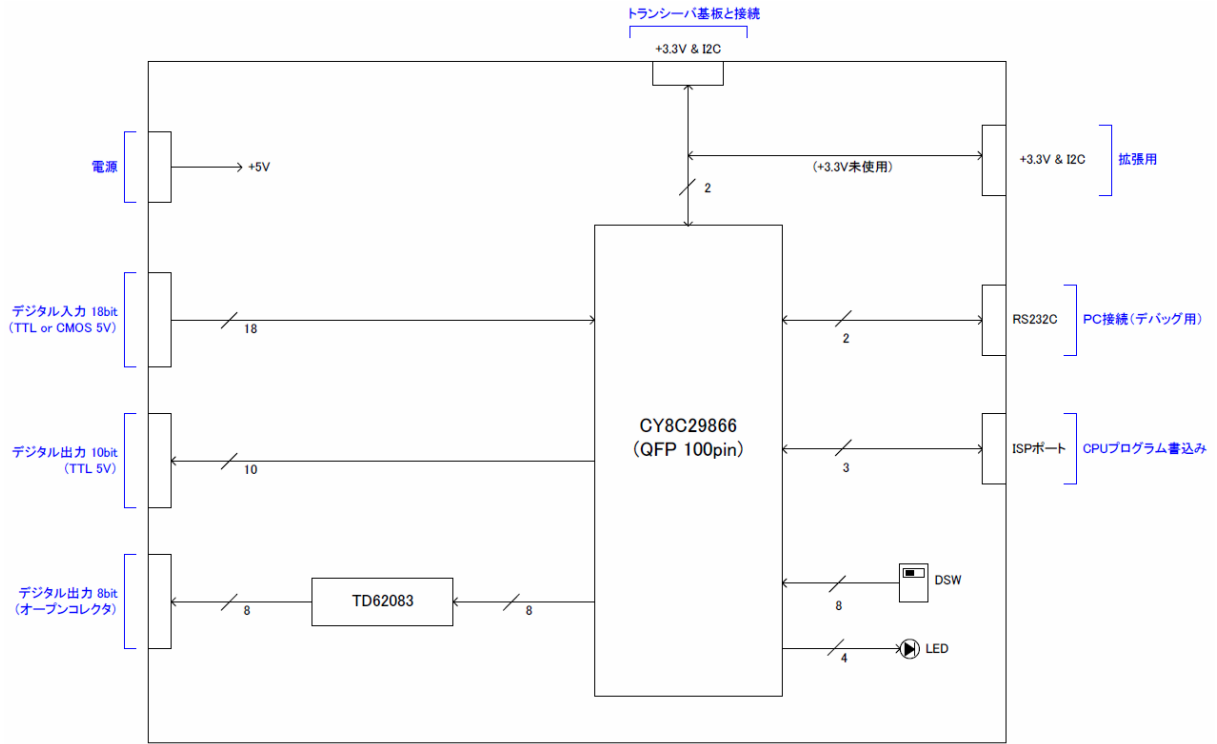 トランシーバ基板と接続
+3.3V & I2C
電源
+5V
(+3.3V未使用)
+3.3V & I2C
拡張用
2
デジタル入力 18bit
(TTL or CMOS 5V)
18
RS232C
PC接続(デバッグ用)
2
CY8C29866
(QFP 100pin)
デジタル出力 10bit
(TTL 5V)
10
ISPポート
CPUプログラム書込み
3
デジタル出力 8bit
(オープンコレクタ)
8
TD62083
8
DSW
8
LED
4